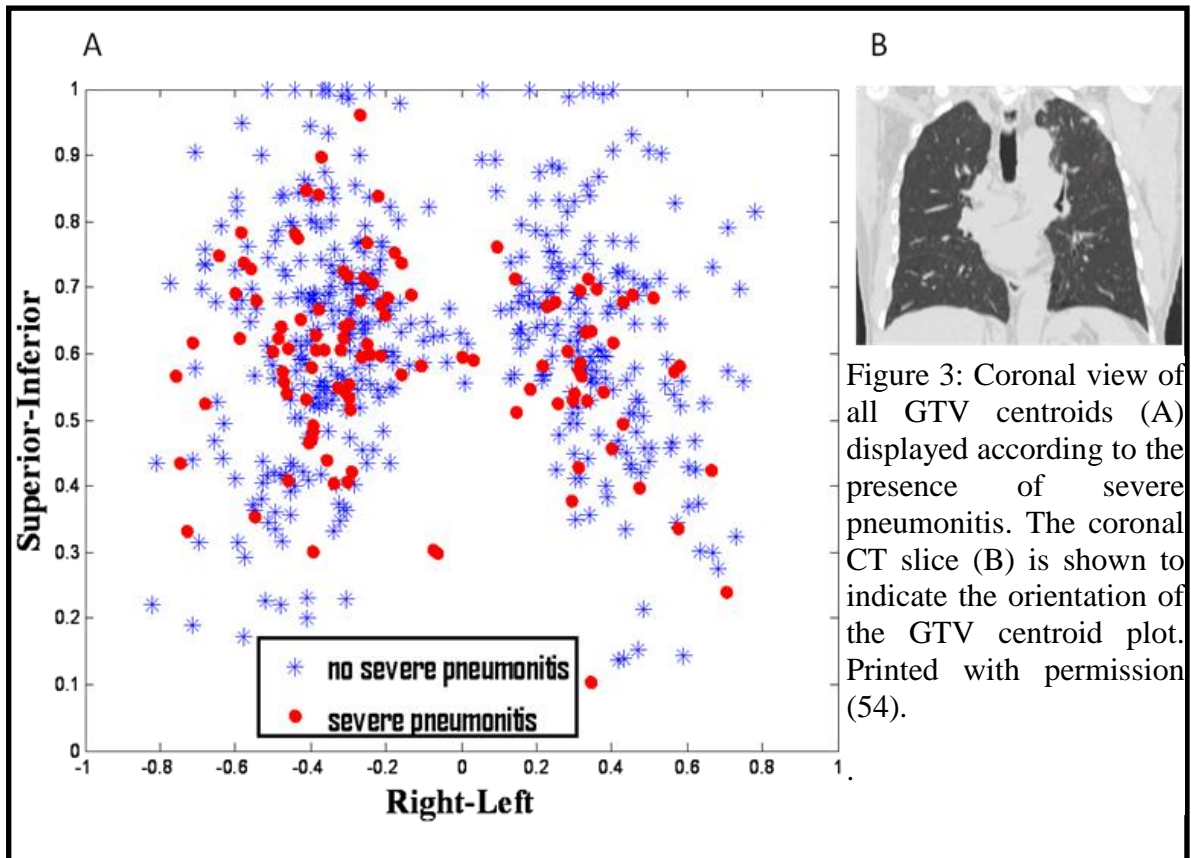 A
B
1
0.9
0.8
0.7
0.6
0.5
0.4
0.3
0.2
0.1
0
Superior-Inferior
no severe pneumonitis
severe pneumonitis
-1
-0.8
-0.6
-0.4
-0.2
0
0.2
0.4
0.6
0.8
1
Right-Left
Figure 3: Coronal view of
all GTV centroids (A)
displayed according to the
presence of severe
pneumonitis. The coronal
CT slice (B) is shown to
indicate the orientation of
the GTV centroid plot.
Printed with permission
(54).
.